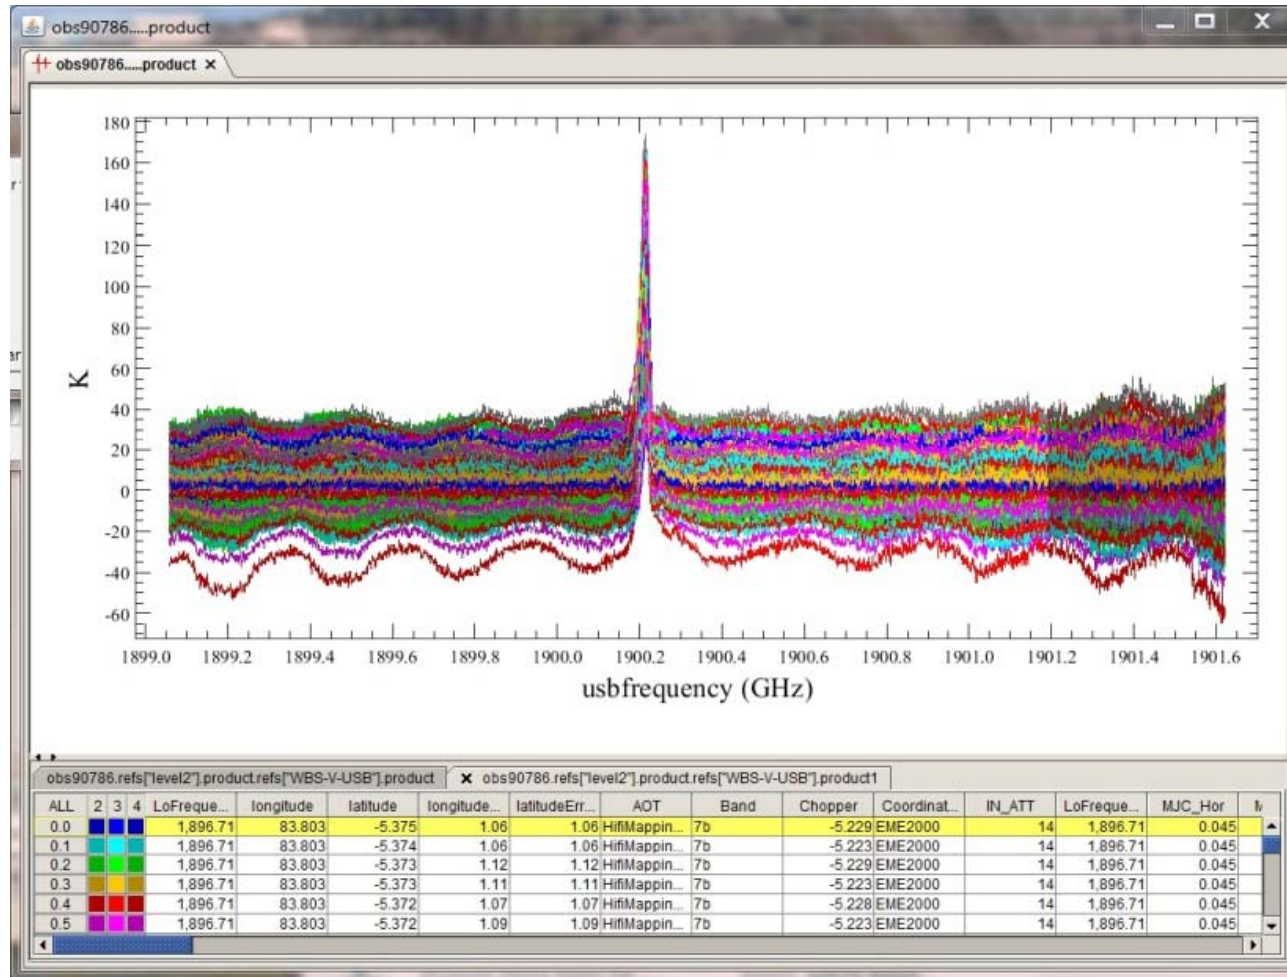 obs90786.....product
obs90786.....product ×
180
160
140
120
100
80
60
40
20
0
-20
-40
-60
K
1899.0 1899.2 1899.4 1899.6 1899.8 1900.0 1900.2 1900.4 1900.6 1900.8 1901.0 1901.2 1901.4 1901.6
usbfrequency (GHz)
obs90786.refs["level2"].product.refs["WBS-V-USB"].product × obs90786.refs["level2"].product.refs["WBS-V-USB"].product1
ALL 2 3 4 LoFreque... longitude latitude longitude... latitudeErr... AOT Band Chopper Coordinat... IN_ATT LoFreque... MJC_Hor
0.0 1,896.71 83.803 -5.375 1.06 1.06 HifiMappin... 7b -5.229 EME2000 14 1,896.71 0.045
0.1 1,896.71 83.803 -5.374 1.06 1.06 HifiMappin... 7b -5.223 EME2000 14 1,896.71 0.045
0.2 1,896.71 83.803 -5.373 1.12 1.12 HifiMappin... 7b -5.229 EME2000 14 1,896.71 0.045
0.3 1,896.71 83.803 -5.373 1.11 1.11 HifiMappin... 7b -5.223 EME2000 14 1,896.71 0.045
0.4 1,896.71 83.803 -5.372 1.07 1.07 HifiMappin... 7b -5.228 EME2000 14 1,896.71 0.045
0.5 1,896.71 83.803 -5.372 1.09 1.09 HifiMappin... 7b -5.223 EME2000 14 1,896.71 0.045